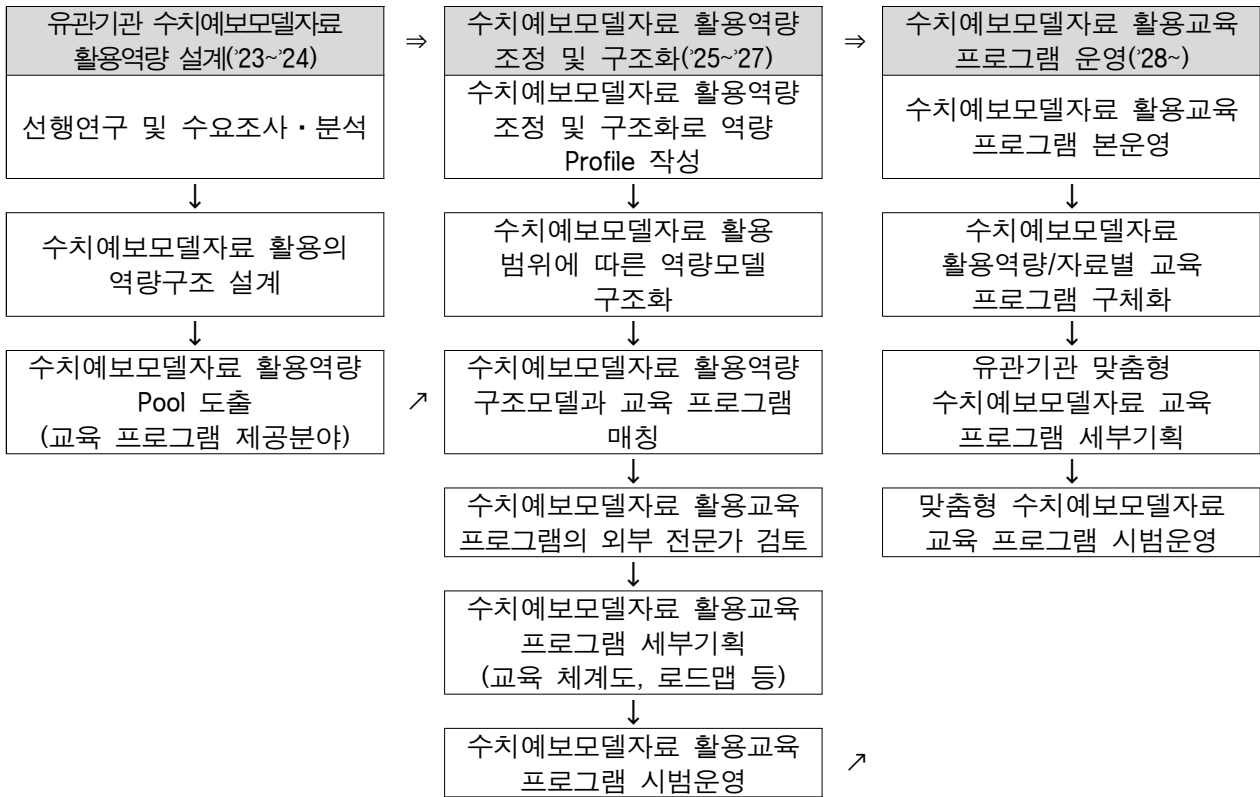 유관기관 수치예보모델자료
활용역량 설계('23~'24)
선행연구 및 수요조사·분석
↓
수치예보모델자료 활용의
역량구조 설계
↓
수치예보모델자료 활용역량
Pool 도출
(교육 프로그램 제공분야)
⇒
↗
수치예보모델자료 활용역량
조정 및 구조화('25~'27)
수치예보모델자료 활용역량
조정 및 구조화로 역량
Profile 작성
↓
수치예보모델자료 활용
범위에 따른 역량모델
구조화
↓
수치예보모델자료 활용역량
구조모델과 교육 프로그램
매칭
↓
수치예보모델자료 활용교육
프로그램의 외부 전문가 검토
↓
수치예보모델자료 활용교육
프로그램 세부기획
(교육 체계도, 로드맵 등)
↓
수치예보모델자료 활용교육
프로그램 시범운영
⇒
↗
수치예보모델자료 활용교육
프로그램 운영('28~)
수치예보모델자료 활용교육
프로그램 본운영
↓
수치예보모델자료
활용역량/자료별 교육
프로그램 구체화
↓
유관기관 맞춤형
수치예보모델자료 교육
프로그램 세부기획
↓
맞춤형 수치예보모델자료
교육 프로그램 시범운영